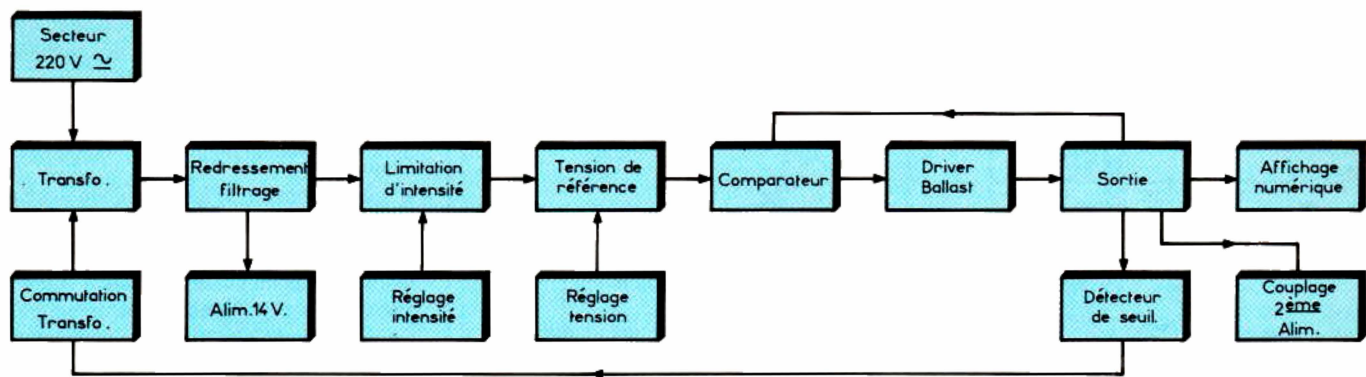 Secteur
220 V ≃
Transfo.
Redressement
filtrage
Limitation
d'intensité
Tension de
référence
Comparateur
Driver
Ballast
Sortie
Affichage
numérique
Commutation
Transfo.
Alim.14 V.
Réglage
intensité
Réglage
tension
Détecteur
de seuil.
Couplage
2ème
Alim.